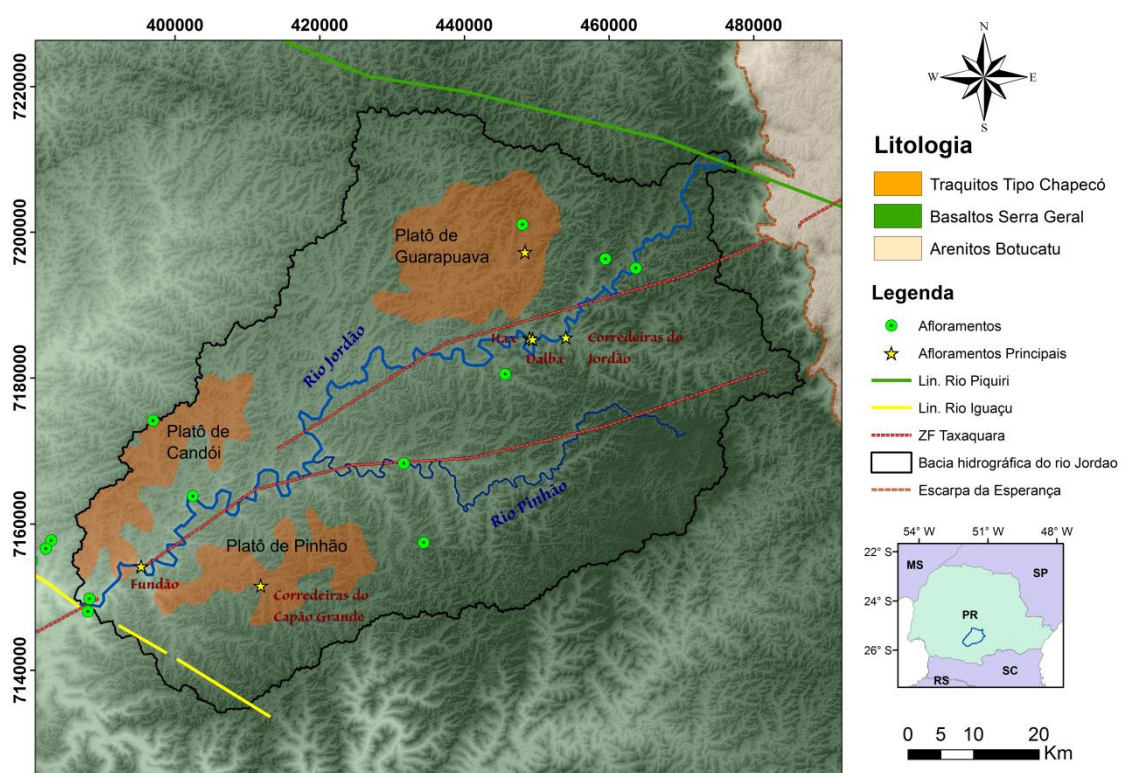 400000
420000
440000
460000
480000
7220000
7200000
7180000
7160000
7140000
Platô de
Guarapuava
Rio Jordão
Hax
Dalba
Corredeiras do
Jordão
Platô de
Candói
Rio Pinhão
Platô de Pinhão
Fundão
Corredeiras do
Capão Grande
N
W
E
S
Litologia
Traquitos Tipo Chapecó
Basaltos Serra Geral
Arenitos Botucatu
Legenda
Afloramentos
Afloramentos Principais
Lin. Rio Piquiri
Lin. Rio Iguaçu
ZF Taxaquara
Bacia hidrográfica do rio Jordao
Escarpa da Esperança
54° W
51° W
48° W
22° S
24° S
26° S
MS
SP
PR
SC
RS
0 5 10 20
Km